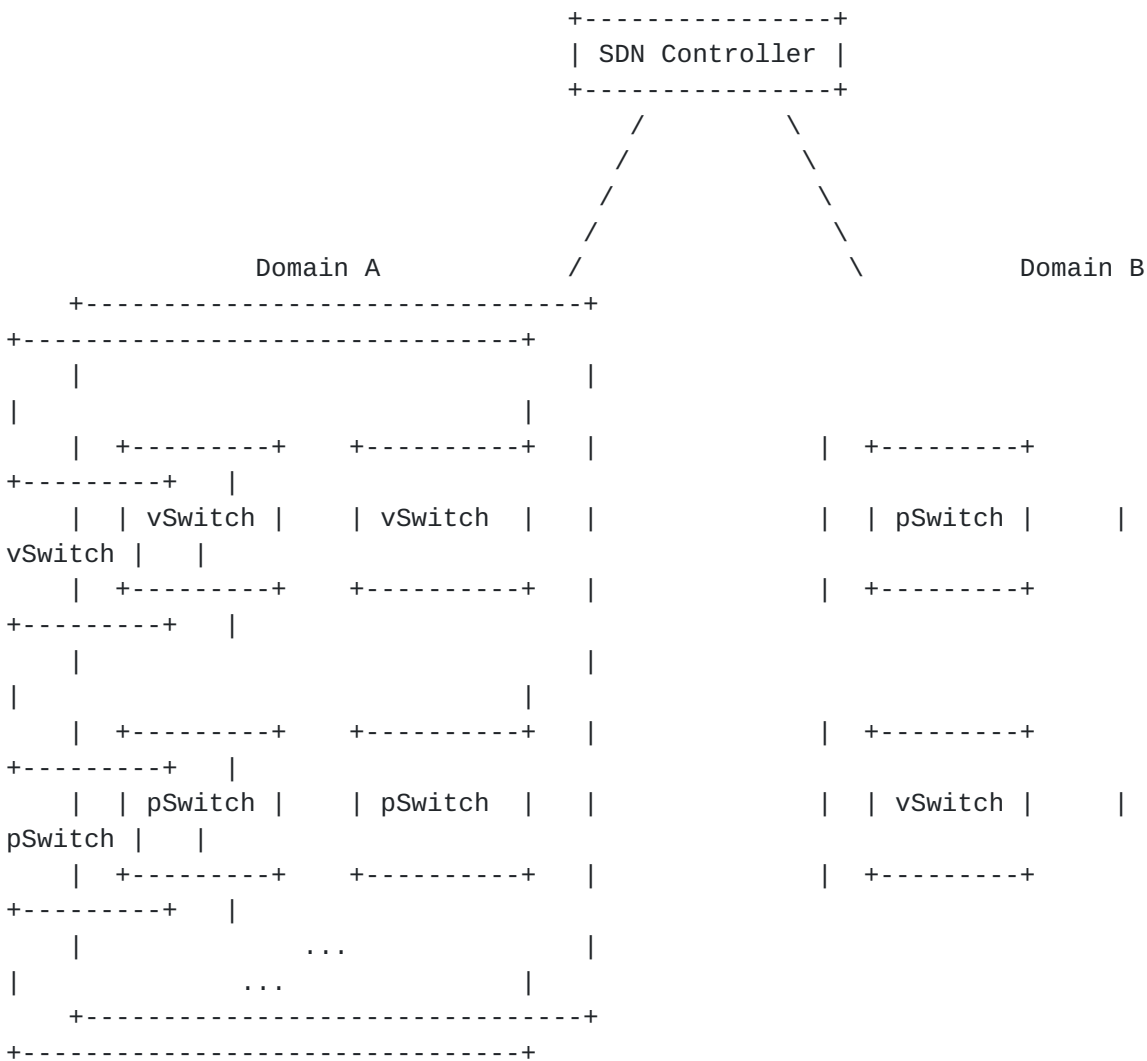 +----------------+
                                    | SDN Controller |
                                    +----------------+
                                        /         \
                                       /           \
                                      /             \
                                     /               \
                Domain A            /                 \          Domain B
    +--------------------------------+
+--------------------------------+
    |                                |
|                                |
    |  +---------+    +----------+   |              |  +---------+
+---------+   |
    |  | vSwitch |    | vSwitch  |   |              |  | pSwitch |     |
vSwitch |   |
    |  +---------+    +----------+   |              |  +---------+
+---------+   |
    |                                |
|                                |
    |  +---------+    +----------+   |              |  +---------+
+---------+   |
    |  | pSwitch |    | pSwitch  |   |              |  | vSwitch |     |
pSwitch |   |
    |  +---------+    +----------+   |              |  +---------+
+---------+   |
    |              ...               |
|              ...               |
    +--------------------------------+
+--------------------------------+